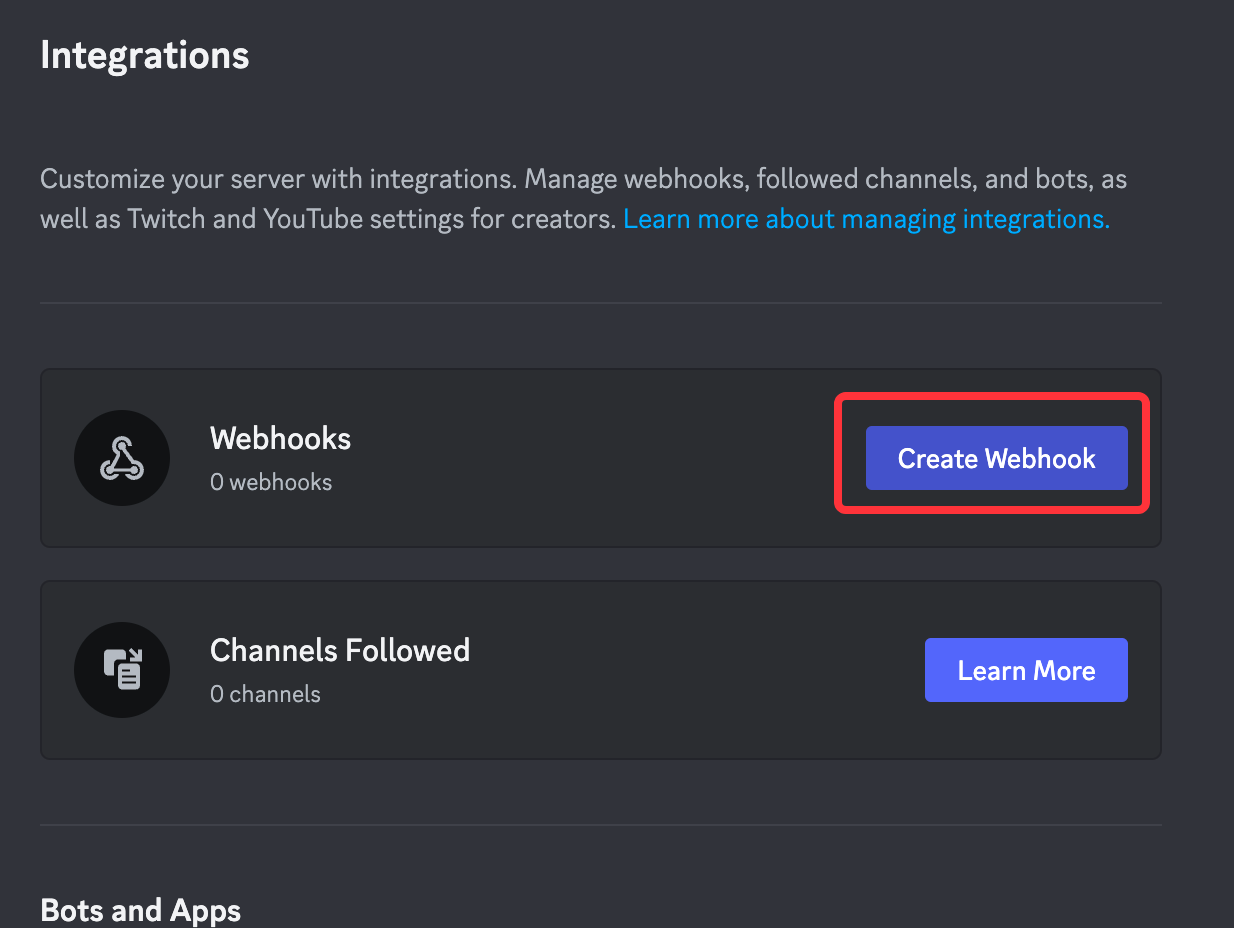 Integrations
Customize your server with integrations. Manage webhooks, followed channels, and bots, as
well as Twitch and YouTube settings for creators. Learn more about managing integrations.
Webhooks
0 webhooks
Create Webhook
Channels Followed
0 channels
Learn More
Bots and Apps